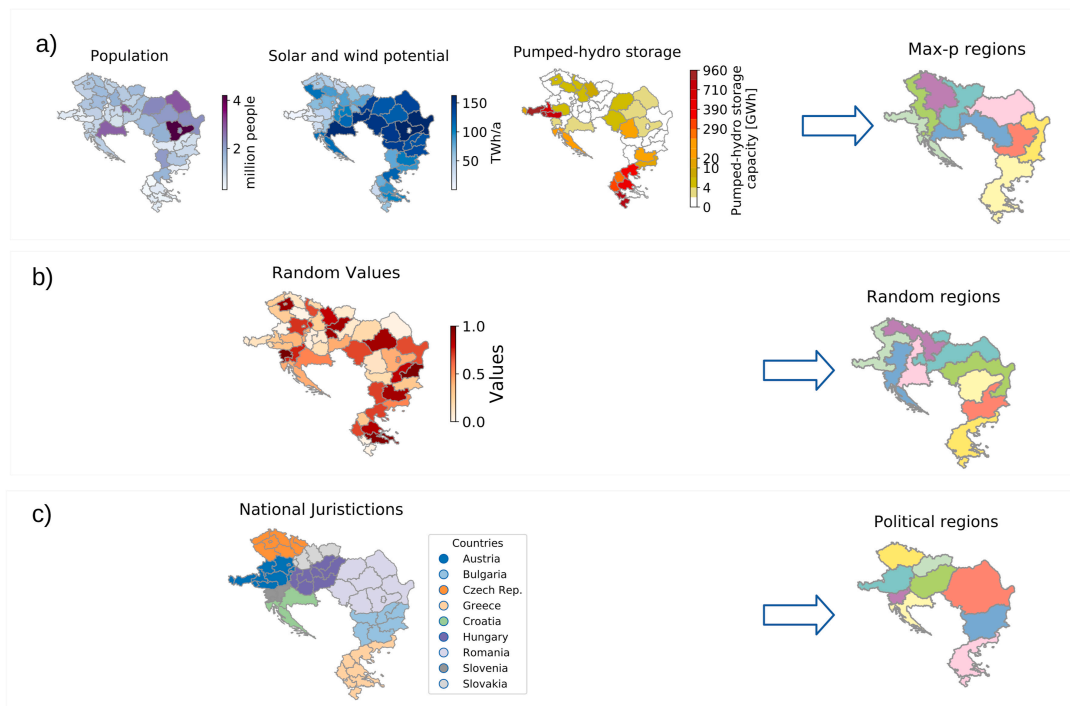 a)
Population
4
2
million people
Solar and wind potential
150
100
50
TWh/a
Pumped-hydro storage
960
710
290
20
10
4
0
Pumped-hydro storage
capacity [GWh]
Max-p regions
b)
Random Values
1.0
0.5
0.0
Values
Random regions
c)
National Juristictions
Countries
Austria
Bulgaria
Czech Rep.
Greece
Croatia
Hungary
Romania
Slovenia
Slovakia
Political regions